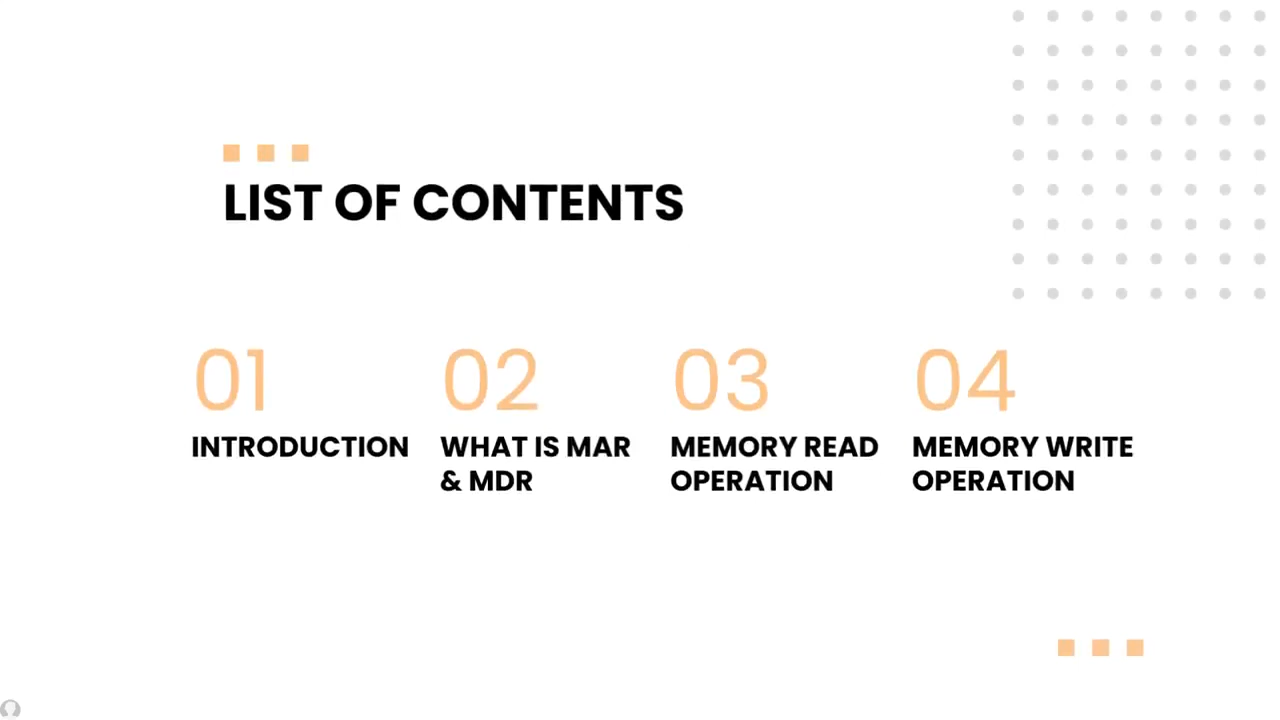 LIST OF CONTENTS
01
INTRODUCTION
02
WHAT IS MAR
& MDR
03
MEMORY READ
OPERATION
04
MEMORY WRITE
OPERATION